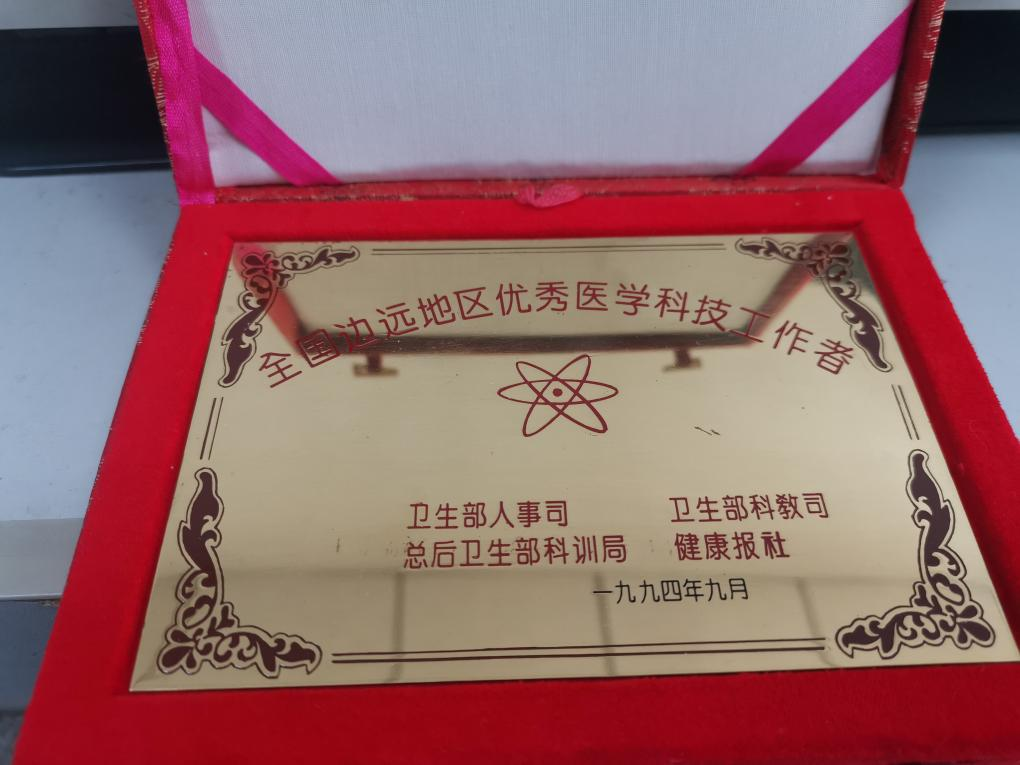 全国边远地区优秀医学科技工作者
卫生部人事司 卫生部科教司
总后卫生部科训局 健康报社
一九九四年九月